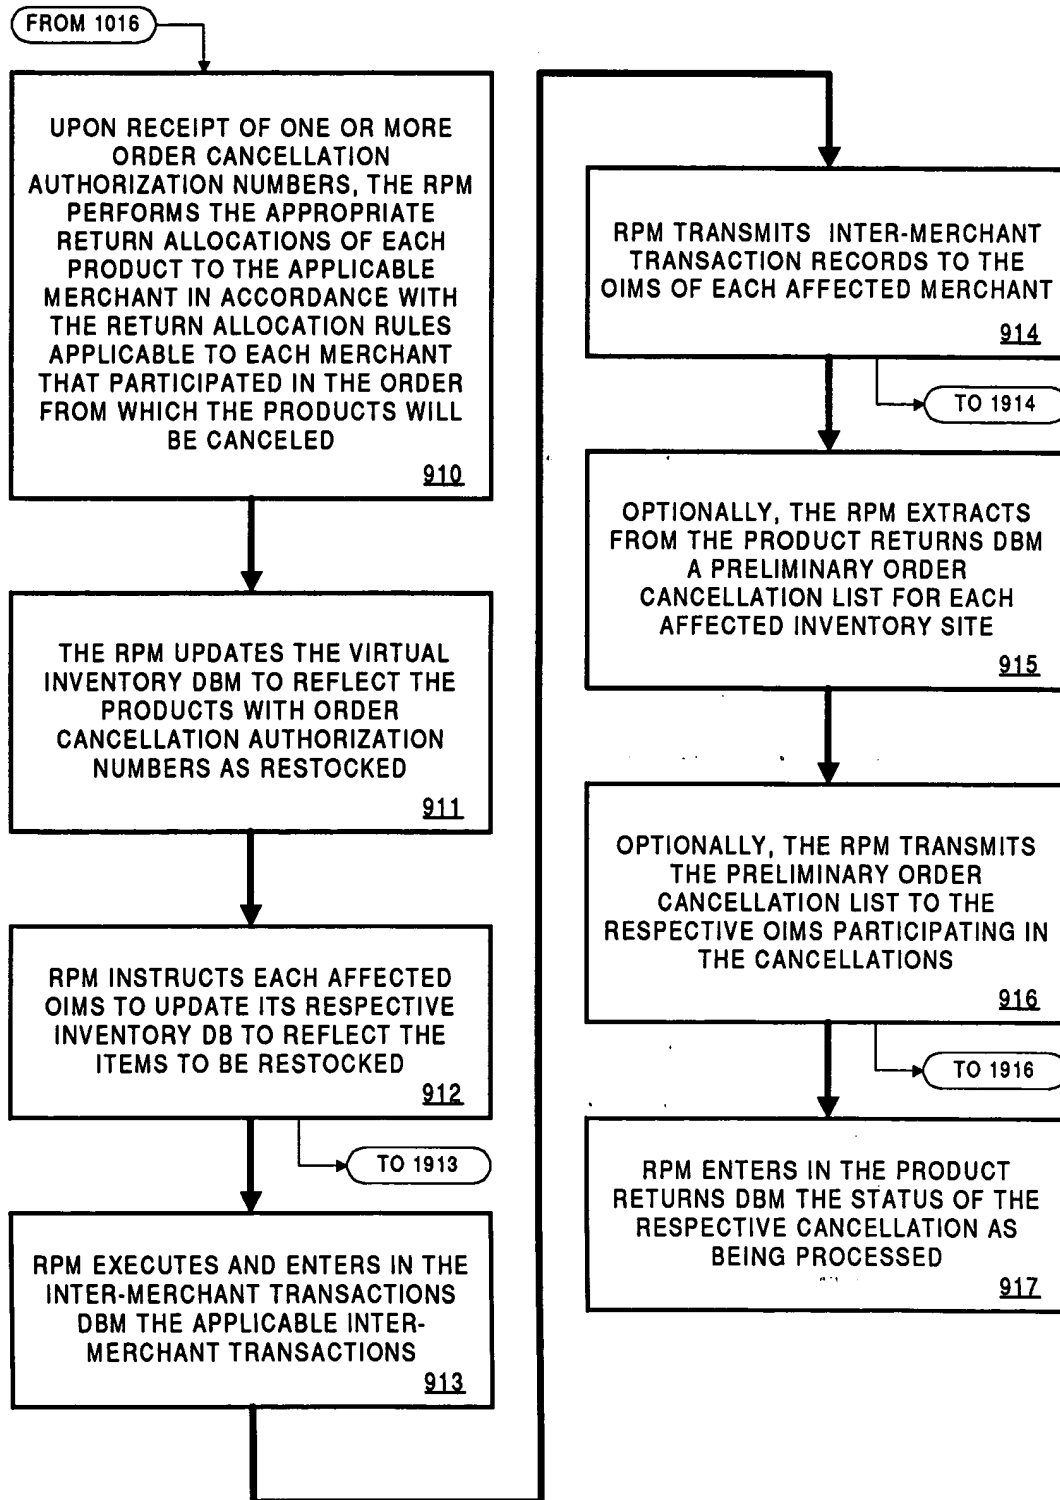 FROM 1016
UPON RECEIPT OF ONE OR MORE
ORDER CANCELLATION
AUTHORIZATION NUMBERS, THE RPM
PERFORMS THE APPROPRIATE
RETURN ALLOCATIONS OF EACH
PRODUCT TO THE APPLICABLE
MERCHANT IN ACCORDANCE WITH
THE RETURN ALLOCATION RULES
APPLICABLE TO EACH MERCHANT
THAT PARTICIPATED IN THE ORDER
FROM WHICH THE PRODUCTS WILL
BE CANCELED
910
THE RPM UPDATES THE VIRTUAL
INVENTORY DBM TO REFLECT THE
PRODUCTS WITH ORDER
CANCELLATION AUTHORIZATION
NUMBERS AS RESTOCKED
911
RPM INSTRUCTS EACH AFFECTED
OIMS TO UPDATE ITS RESPECTIVE
INVENTORY DB TO REFLECT THE
ITEMS TO BE RESTOCKED
912
TO 1913
RPM EXECUTES AND ENTERS IN THE
INTER-MERCHANT TRANSACTIONS
DBM THE APPLICABLE INTER-
MERCHANT TRANSACTIONS
913
RPM TRANSMITS INTER-MERCHANT
TRANSACTION RECORDS TO THE
OIMS OF EACH AFFECTED MERCHANT
914
TO 1914
OPTIONALLY, THE RPM EXTRACTS
FROM THE PRODUCT RETURNS DBM
A PRELIMINARY ORDER
CANCELLATION LIST FOR EACH
AFFECTED INVENTORY SITE
915
OPTIONALLY, THE RPM TRANSMITS
THE PRELIMINARY ORDER
CANCELLATION LIST TO THE
RESPECTIVE OIMS PARTICIPATING IN
THE CANCELLATIONS
916
TO 1916
RPM ENTERS IN THE PRODUCT
RETURNS DBM THE STATUS OF THE
RESPECTIVE CANCELLATION AS
BEING PROCESSED
917